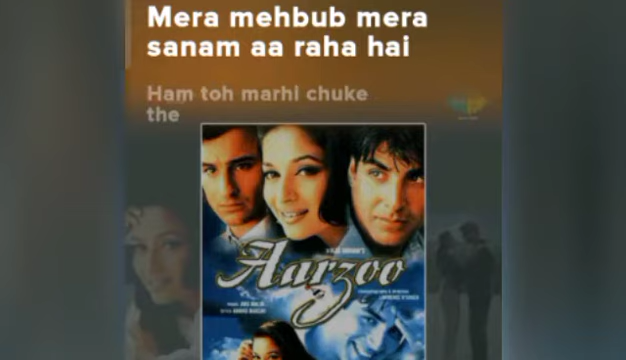 Mera mehbub mera
sanam aa raha hai
Ham toh marhi chuke
the
Aarzoo